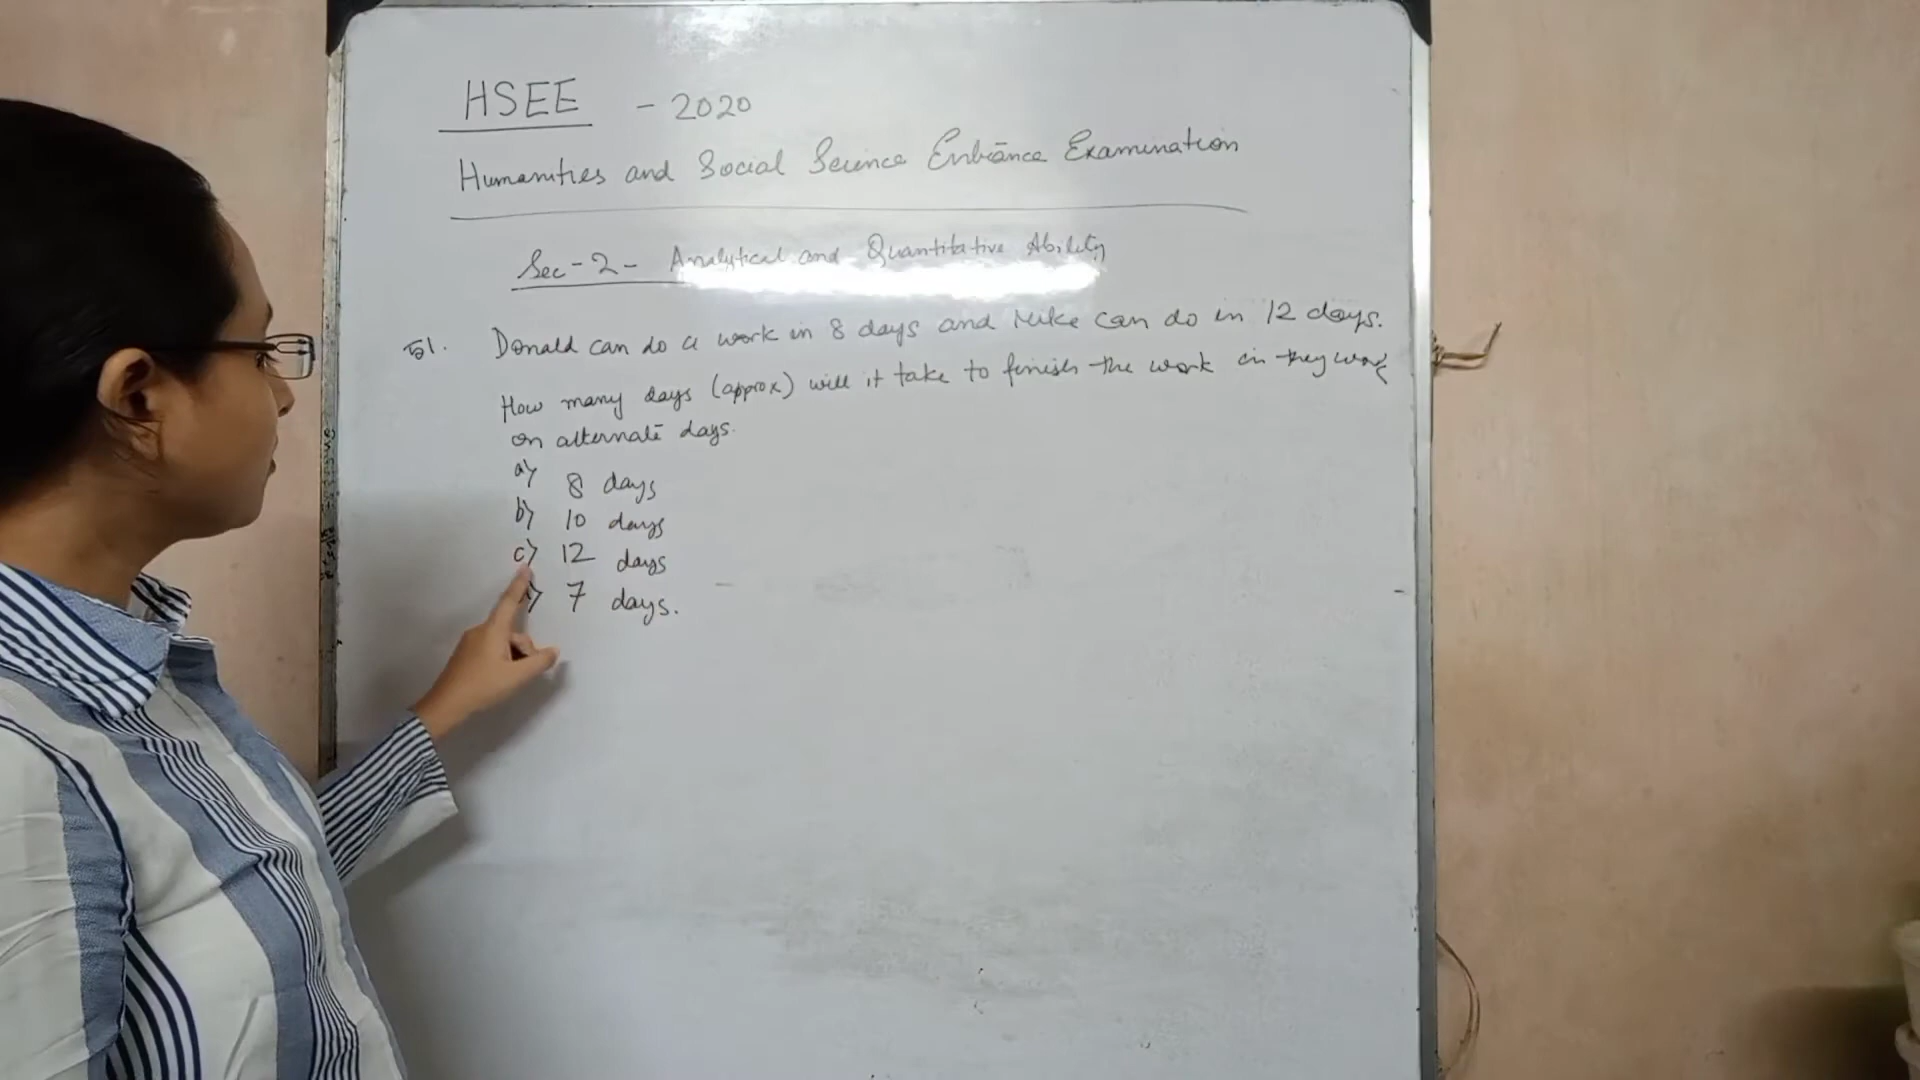 HSEE - 2020
Humanities and Social Science Entrance Examination
Sec-2- Analytical and Quantitative Ability
51. Donald can do a work in 8 days and Mike can do in 12 days.
How many days (approx) will it take to finish the work in they work
on alternate days.
a) 8 days
b) 10 days
c) 12 days
7 days.